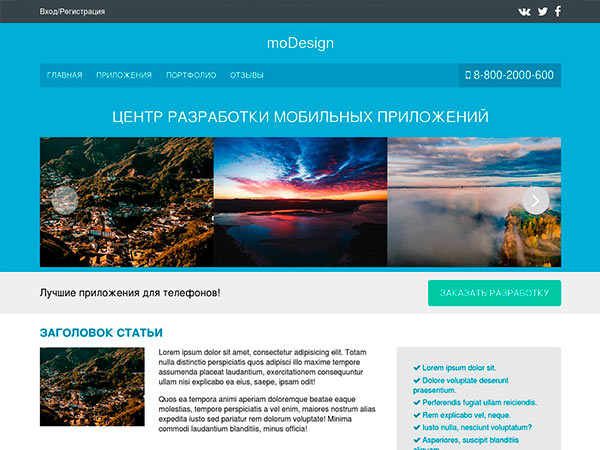 Вход/Регистрация
moDesign
ГЛАВНАЯ ПРИЛОЖЕНИЯ ПОРТФОЛИО ОТЗЫВЫ 8-800-2000-600
ЦЕНТР РАЗРАБОТКИ МОБИЛЬНЫХ ПРИЛОЖЕНИЙ
Лучшие приложения для телефонов! ЗАКАЗАТЬ РАЗРАБОТКУ
ЗАГОЛОВОК СТАТЬИ
Lorem ipsum dolor sit amet, consectetur adipisicing elit. Totam
nulla distinctio perspiciatis quos adipisci illo maxime tempore
assumenda placeat laudantium, exercitationem consequuntur
ullam nisi explicabo ea eius, saepe, ipsam odit!
Quos ea tempora animi aperiam doloremque beatae eaque
molestias, tempore perspiciatis a vel enim, maiores nostrum alias
expedita iusto sed pariatur rem dolorum voluptate! Minima
commodi laudantium blanditiis, minus officia!
Lorem ipsum dolor sit.
Dolore voluptate deserunt
praesentium.
Perferendis fugiat ullam reiciendis.
Rem explicabo vel, neque.
Iusto nulla, nesciunt voluptatum?
Asperiores, suscipit blanditiis
aliquam